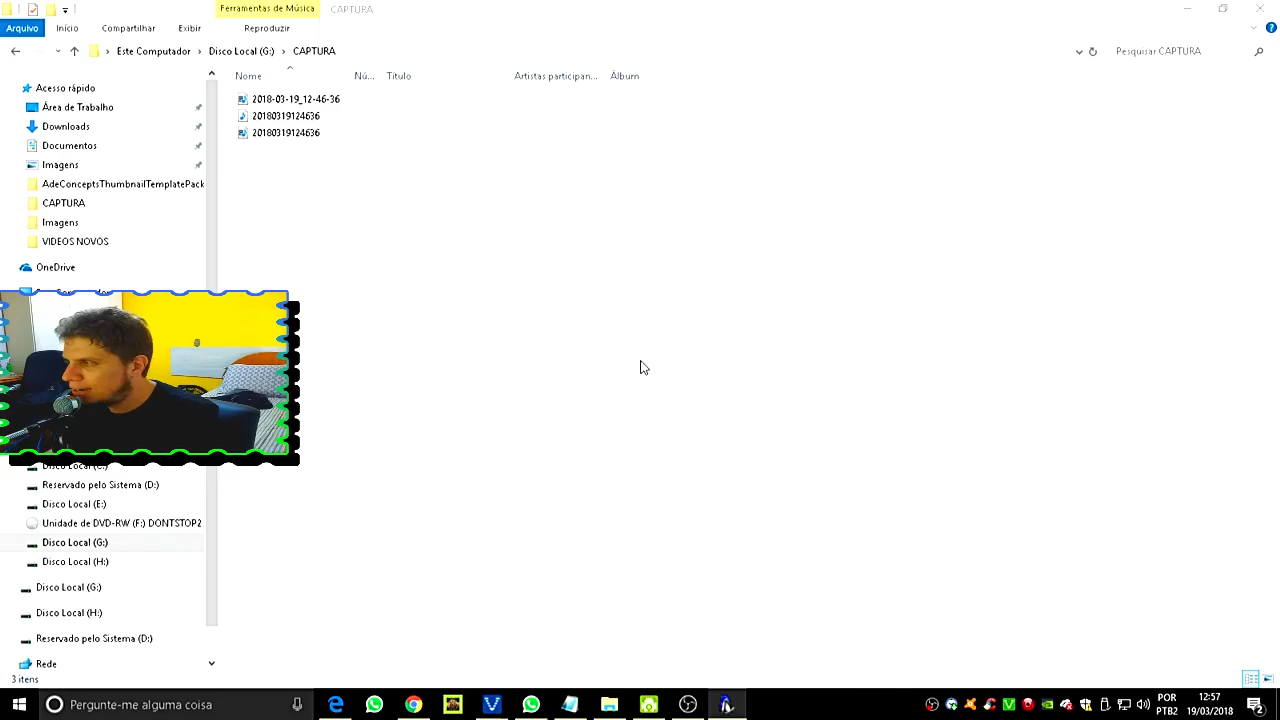 Ferramentas de Música
CAPTURA
Arquivo
Início
Compartilhar
Exibir
Reproduzir
Este Computador
Disco Local (G:)
CAPTURA
Pesquisar CAPTURA
Nome
Nú...
Título
Artistas participan...
Álbum
2018-03-19_12-46-36
20180319124636
20180319124636
Acesso rápido
Área de Trabalho
Downloads
Documentos
Imagens
AdeConceptsThumbnailTemplatePack
CAPTURA
Imagens
VIDEOS NOVOS
OneDrive
Disco Local (C:)
Reservado pelo Sistema (D:)
Disco Local (E:)
Unidade de DVD-RW (F:) DONTSTOP2
Disco Local (G:)
Disco Local (H:)
Disco Local (G:)
Disco Local (H:)
Reservado pelo Sistema (D:)
Rede
3 itens
Pergunte-me alguma coisa
POR
PTB2
12:57
19/03/2018
2